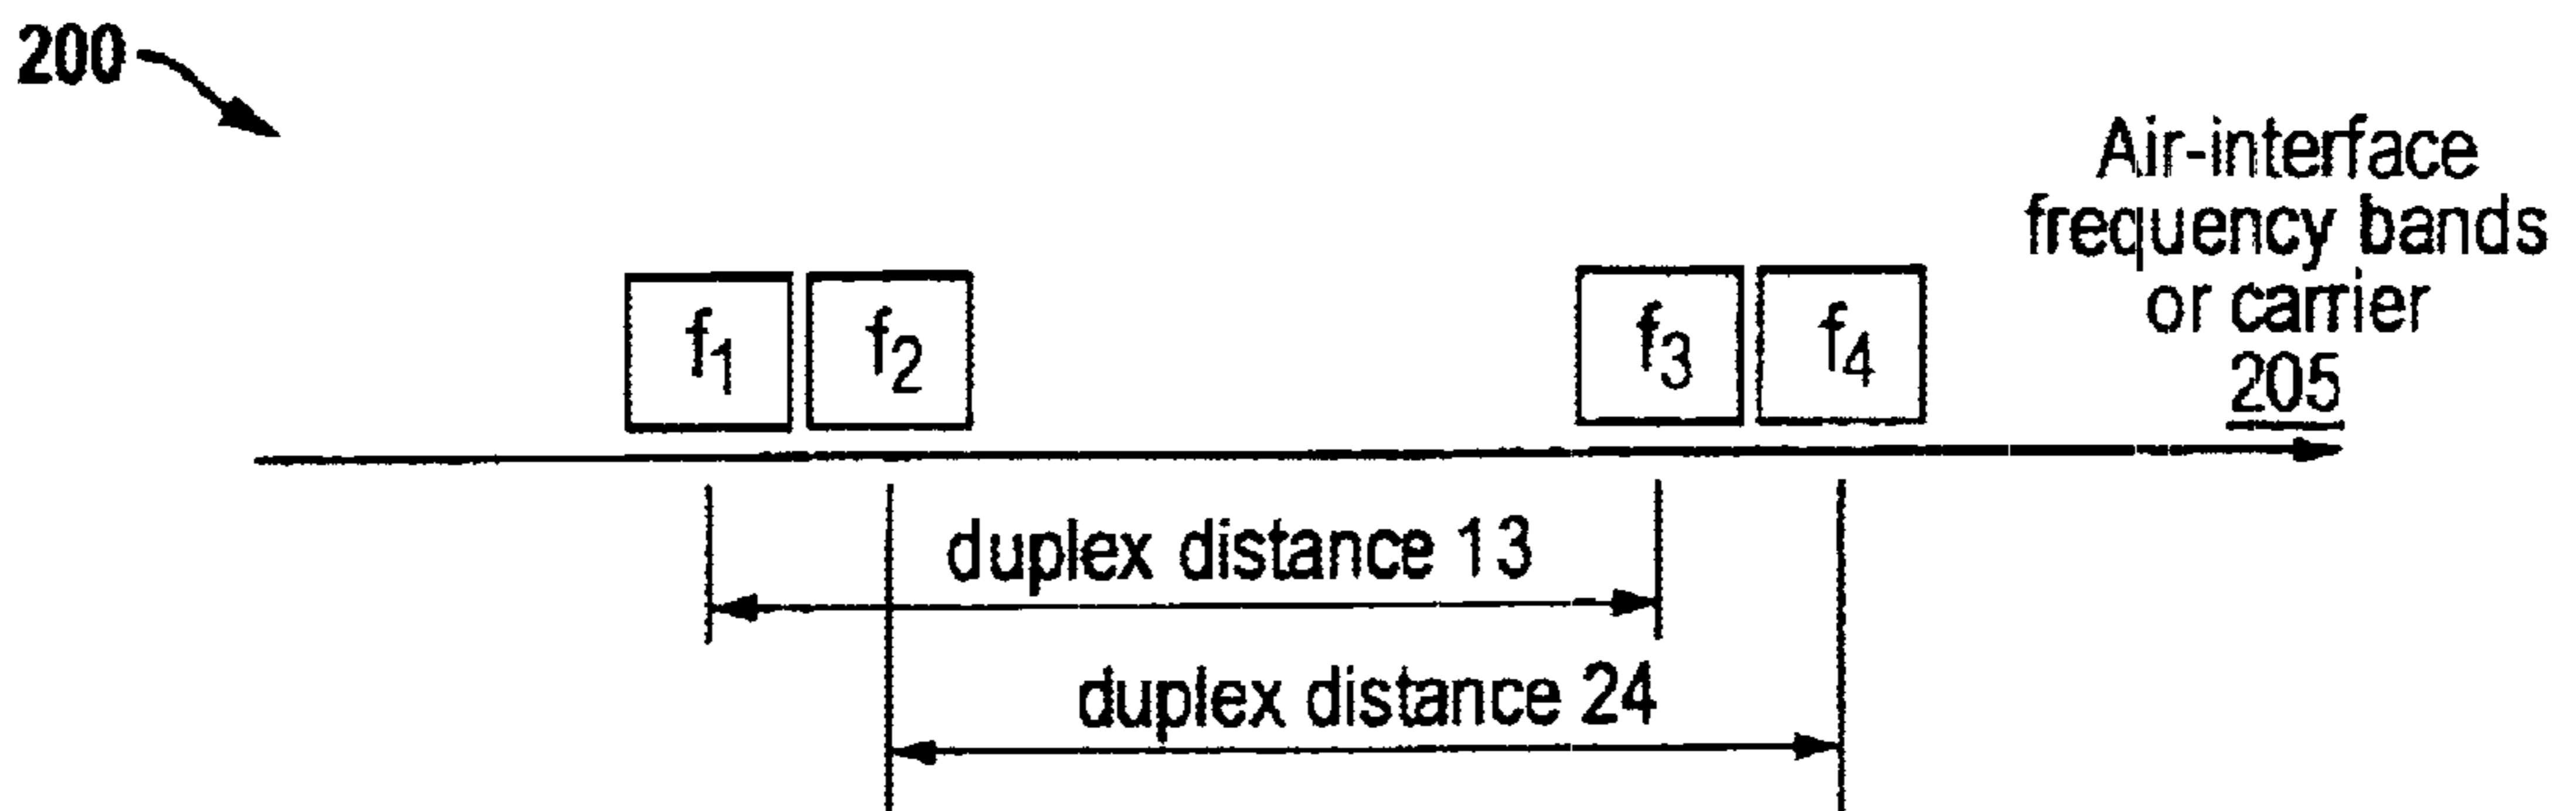 200
Air-interface
frequency bands
or carrier
205
f1 f2 f3 f4
duplex distance 13
duplex distance 24